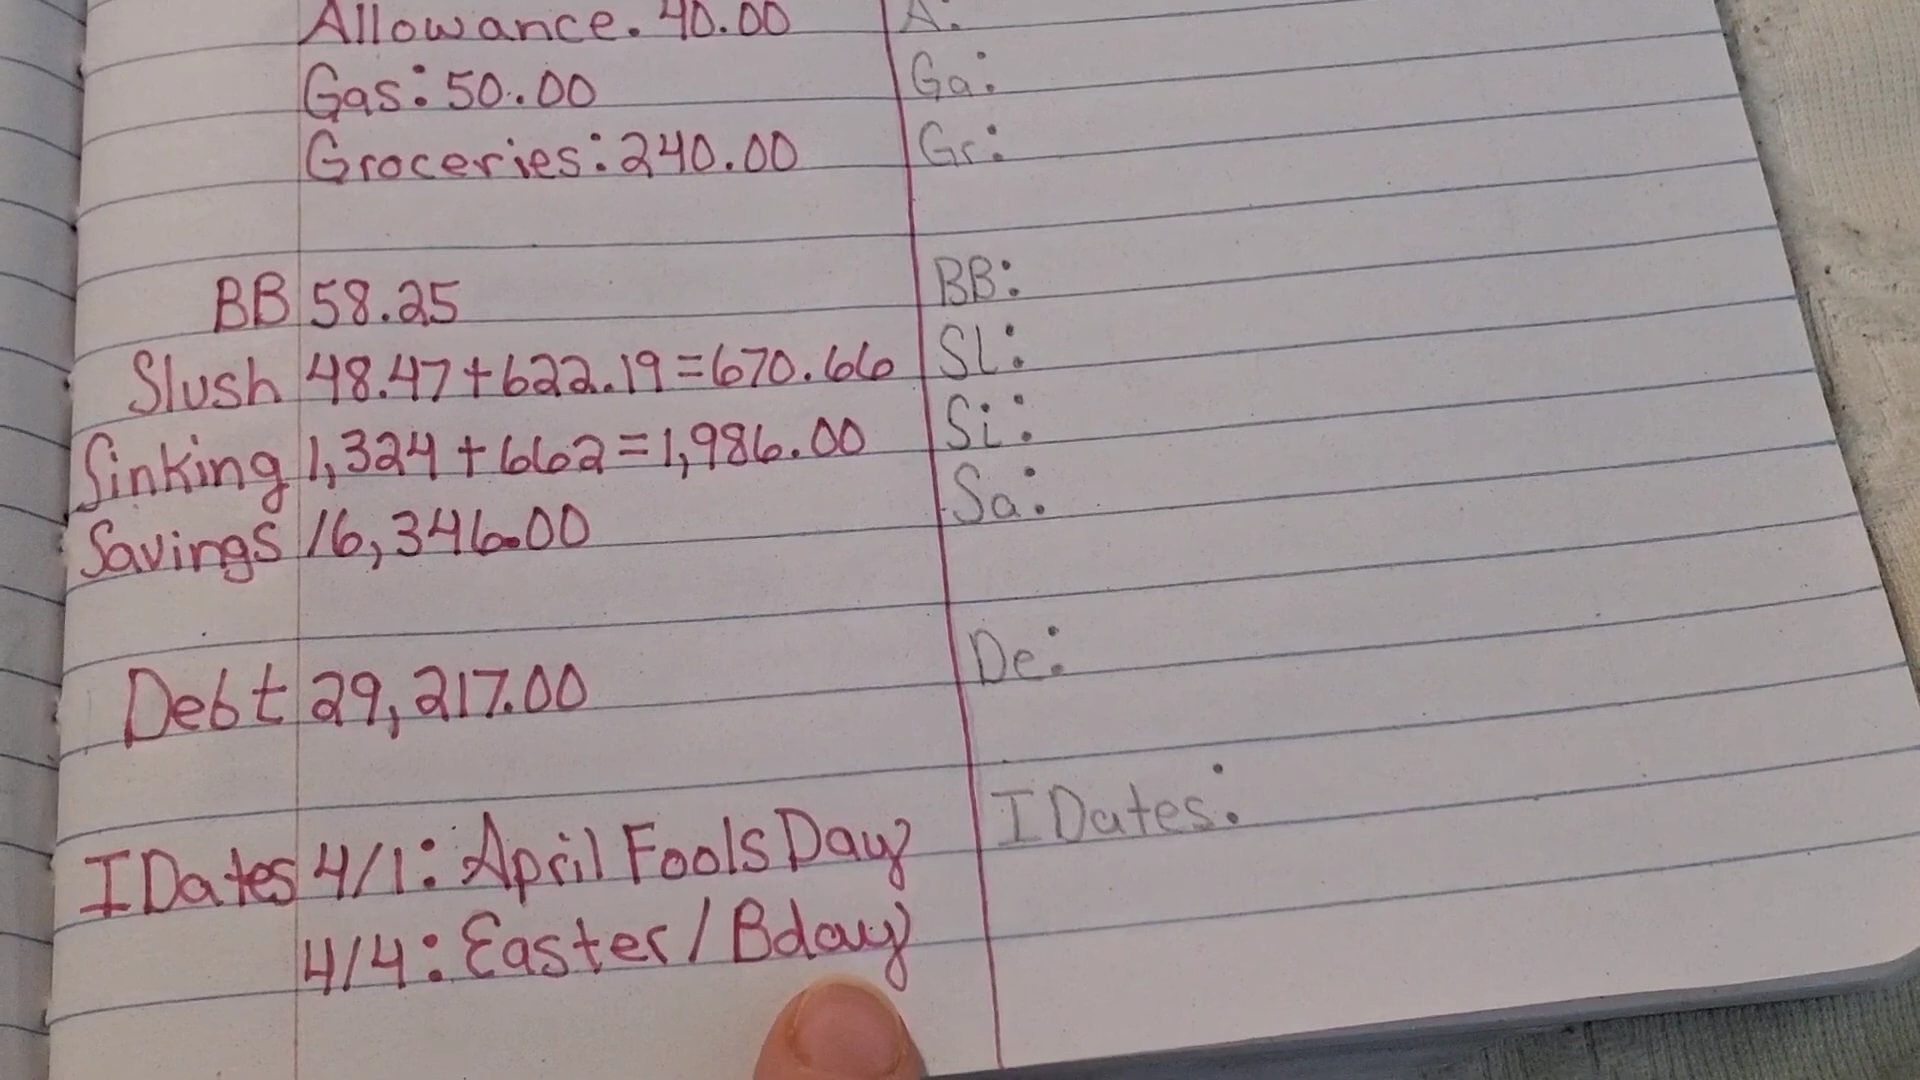 Allowance. 40.00
A:
Gas: 50.00
Ga:
Groceries: 240.00
Gr:
BB 58.25
BB:
Slush 48.47+622.19=670.66
Sl:
Sinking 1,324+662=1,986.00
Si:
Savings 16,346.00
Sa:
Debt 29,217.00
De:
IDates 4/1: April Fools Day
IDates:
4/4: Easter/Bday